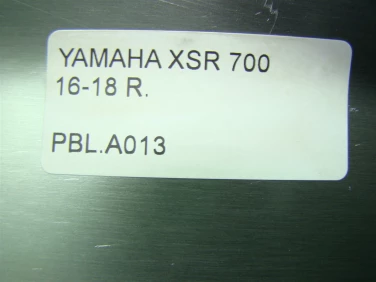 YAMAHA XSR 700
16-18 R.
PBL.A013